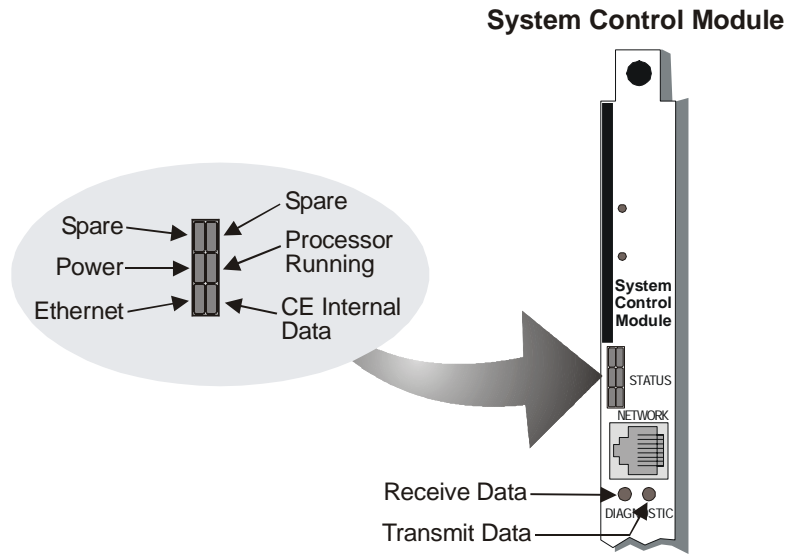 System Control Module
Spare
Spare
Power
Processor
Running
Ethernet
CE Internal
Data
System
Control
Module
STATUS
NETWORK
Receive Data
DIAGNOSTIC
Transmit Data